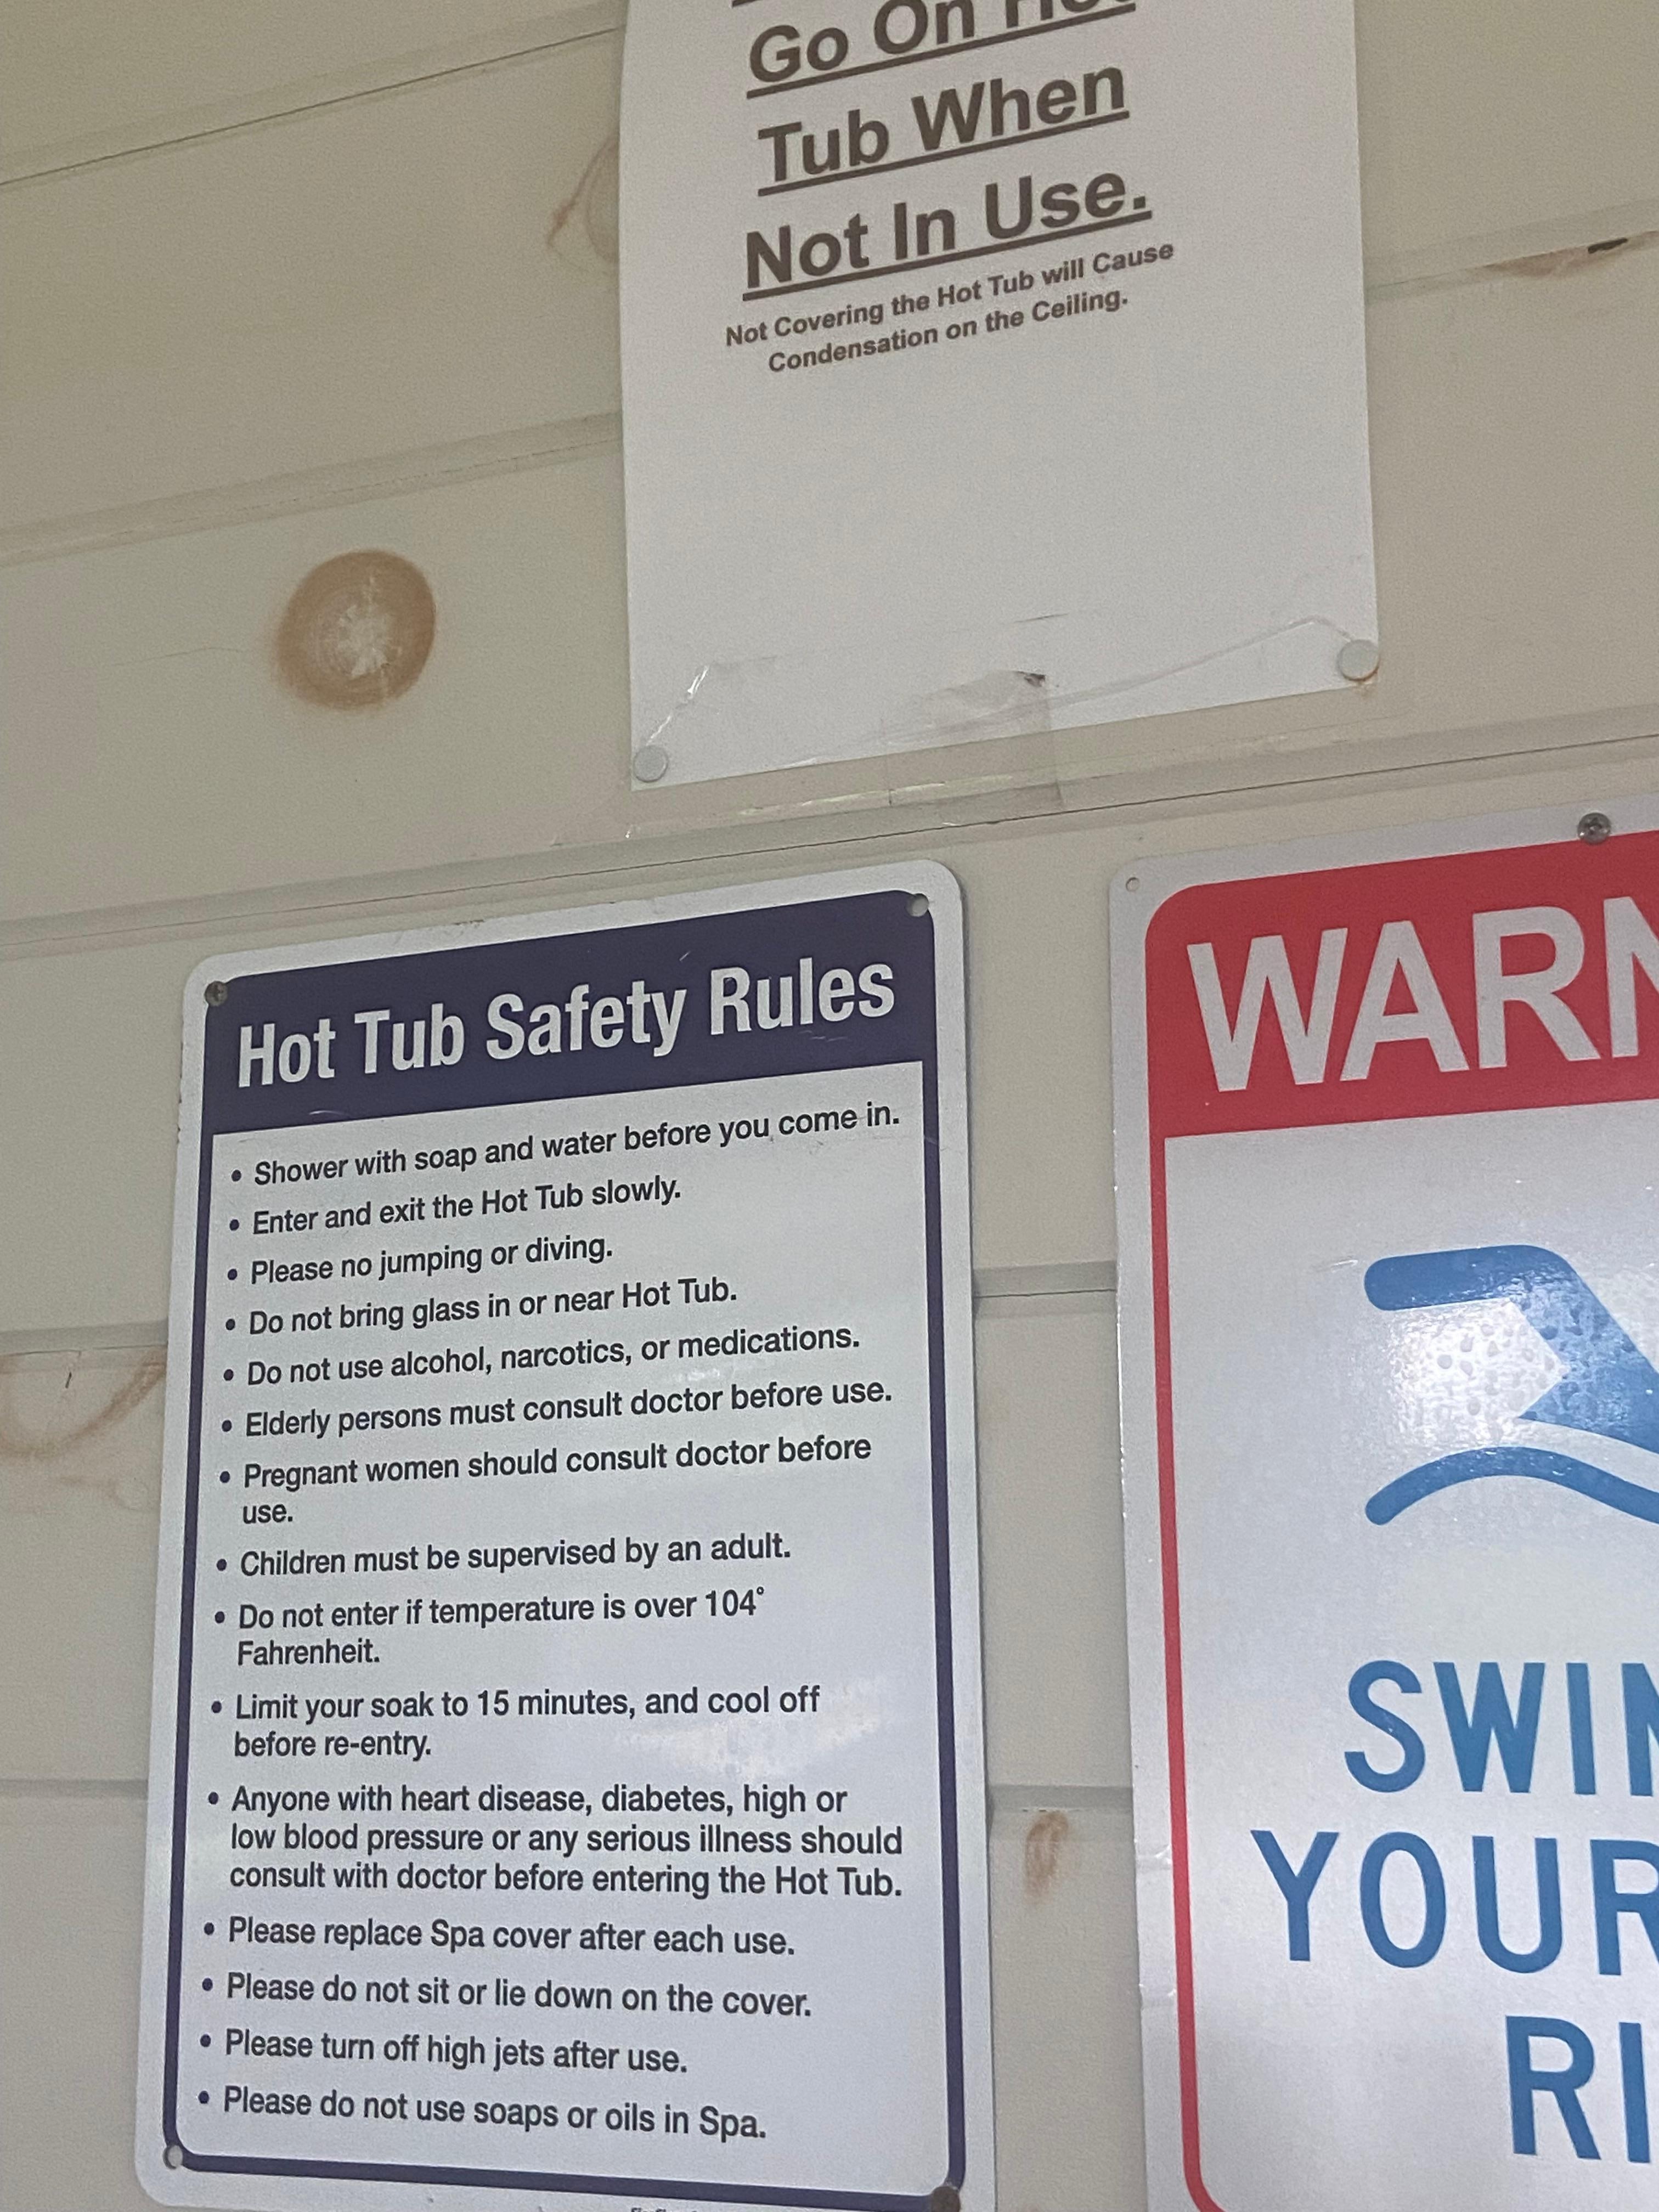 Go On Hot
Tub When
Not In Use.
Not Covering the Hot Tub will Cause
Condensation on the Ceiling.
Hot Tub Safety Rules
• Shower with soap and water before you come in.
• Enter and exit the Hot Tub slowly.
• Please no jumping or diving.
• Do not bring glass in or near Hot Tub.
• Do not use alcohol, narcotics, or medications.
• Elderly persons must consult doctor before use.
• Pregnant women should consult doctor before
use.
• Children must be supervised by an adult.
• Do not enter if temperature is over 104°
Fahrenheit.
• Limit your soak to 15 minutes, and cool off
before re-entry.
• Anyone with heart disease, diabetes, high or
low blood pressure or any serious illness should
consult with doctor before entering the Hot Tub.
• Please replace Spa cover after each use.
• Please do not sit or lie down on the cover.
• Please turn off high jets after use.
• Please do not use soaps or oils in Spa.
WARN
SWIM
YOUR
RI